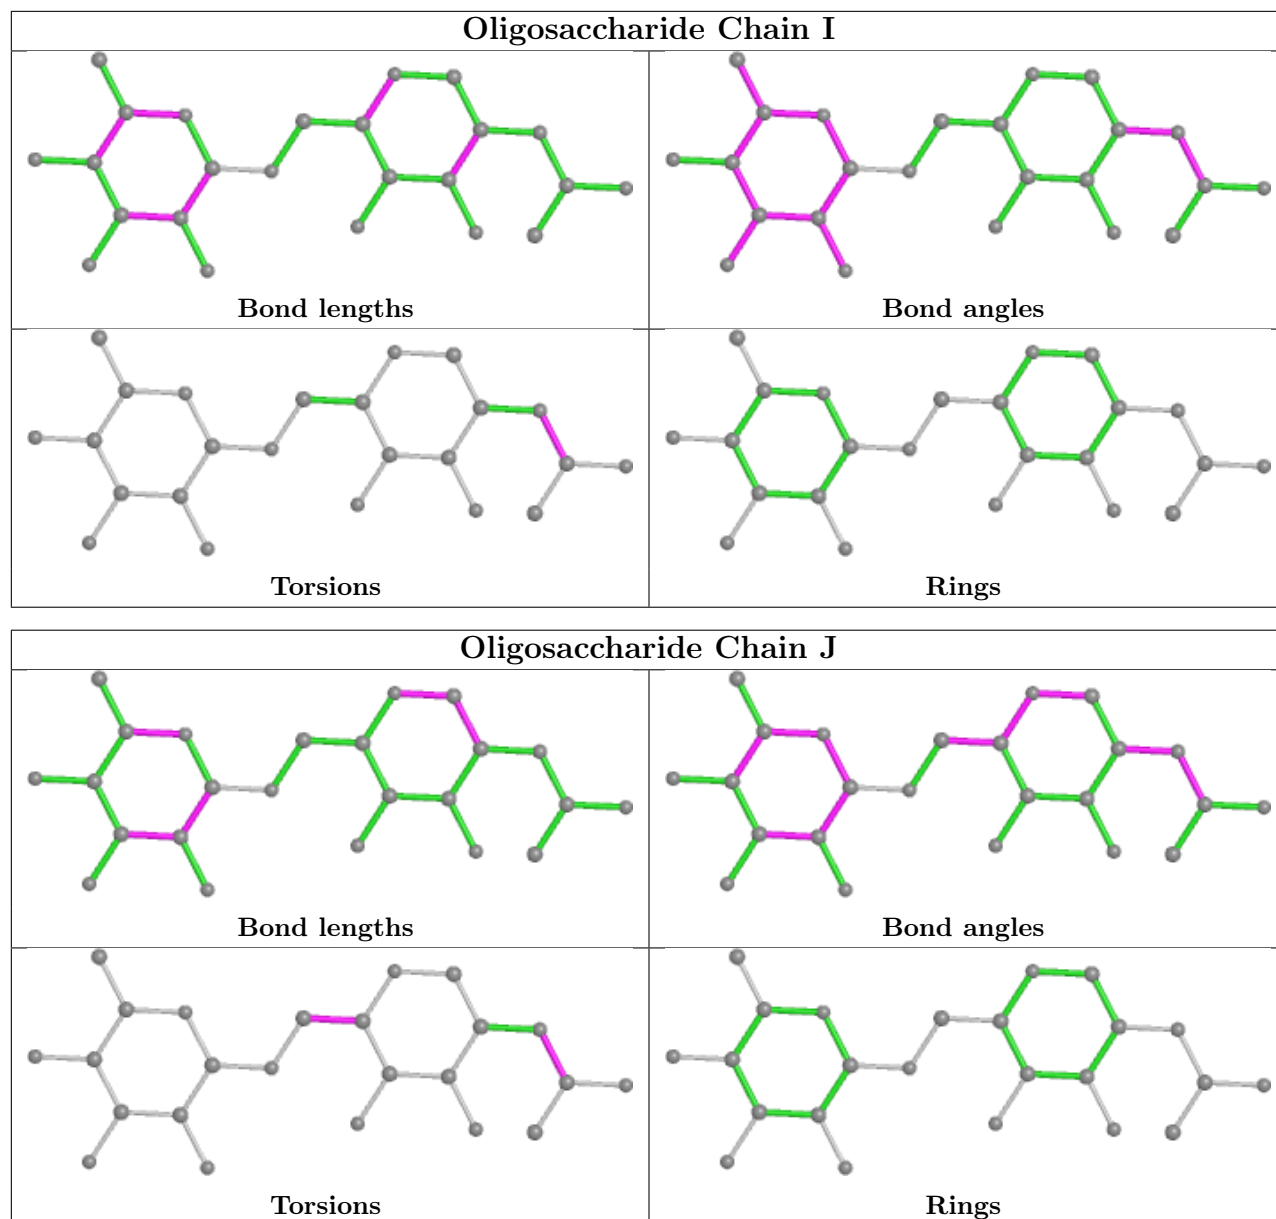 Oligosaccharide Chain I
Bond lengths
Bond angles
Torsions
Rings
Oligosaccharide Chain J
Bond lengths
Bond angles
Torsions
Rings